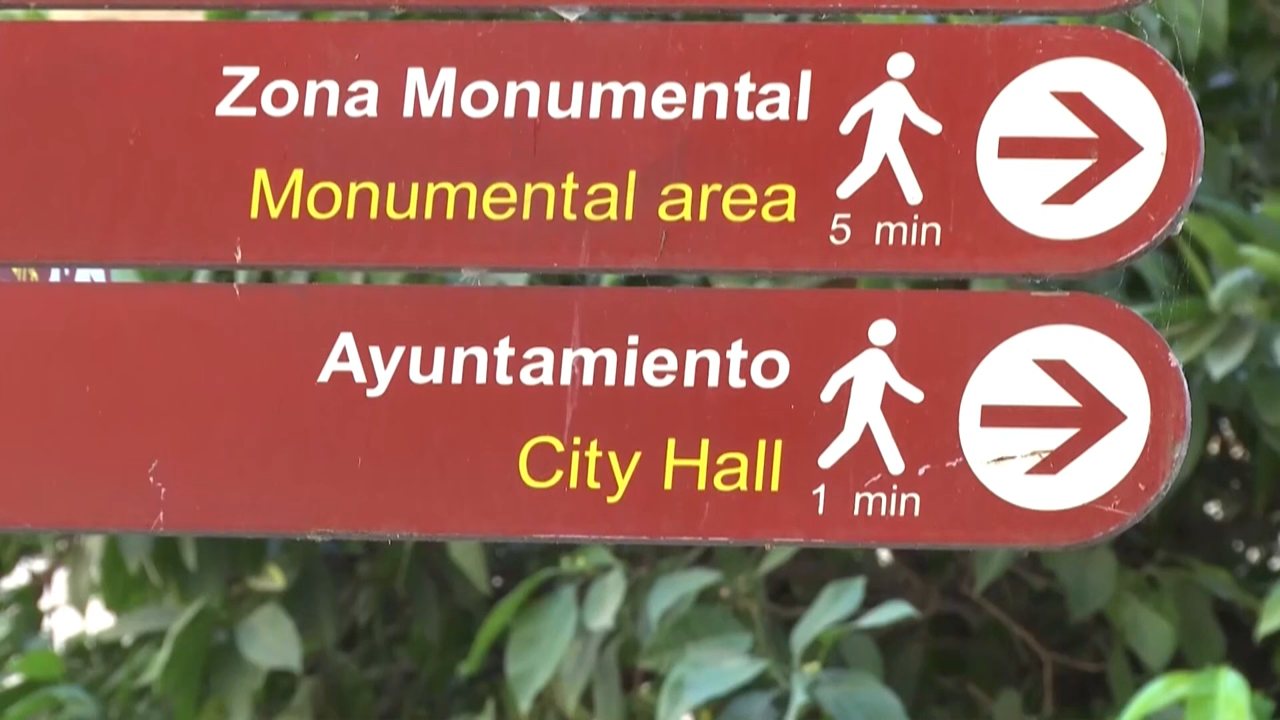 Zona Monumental
Monumental area
5 min
Ayuntamiento
City Hall
1 min